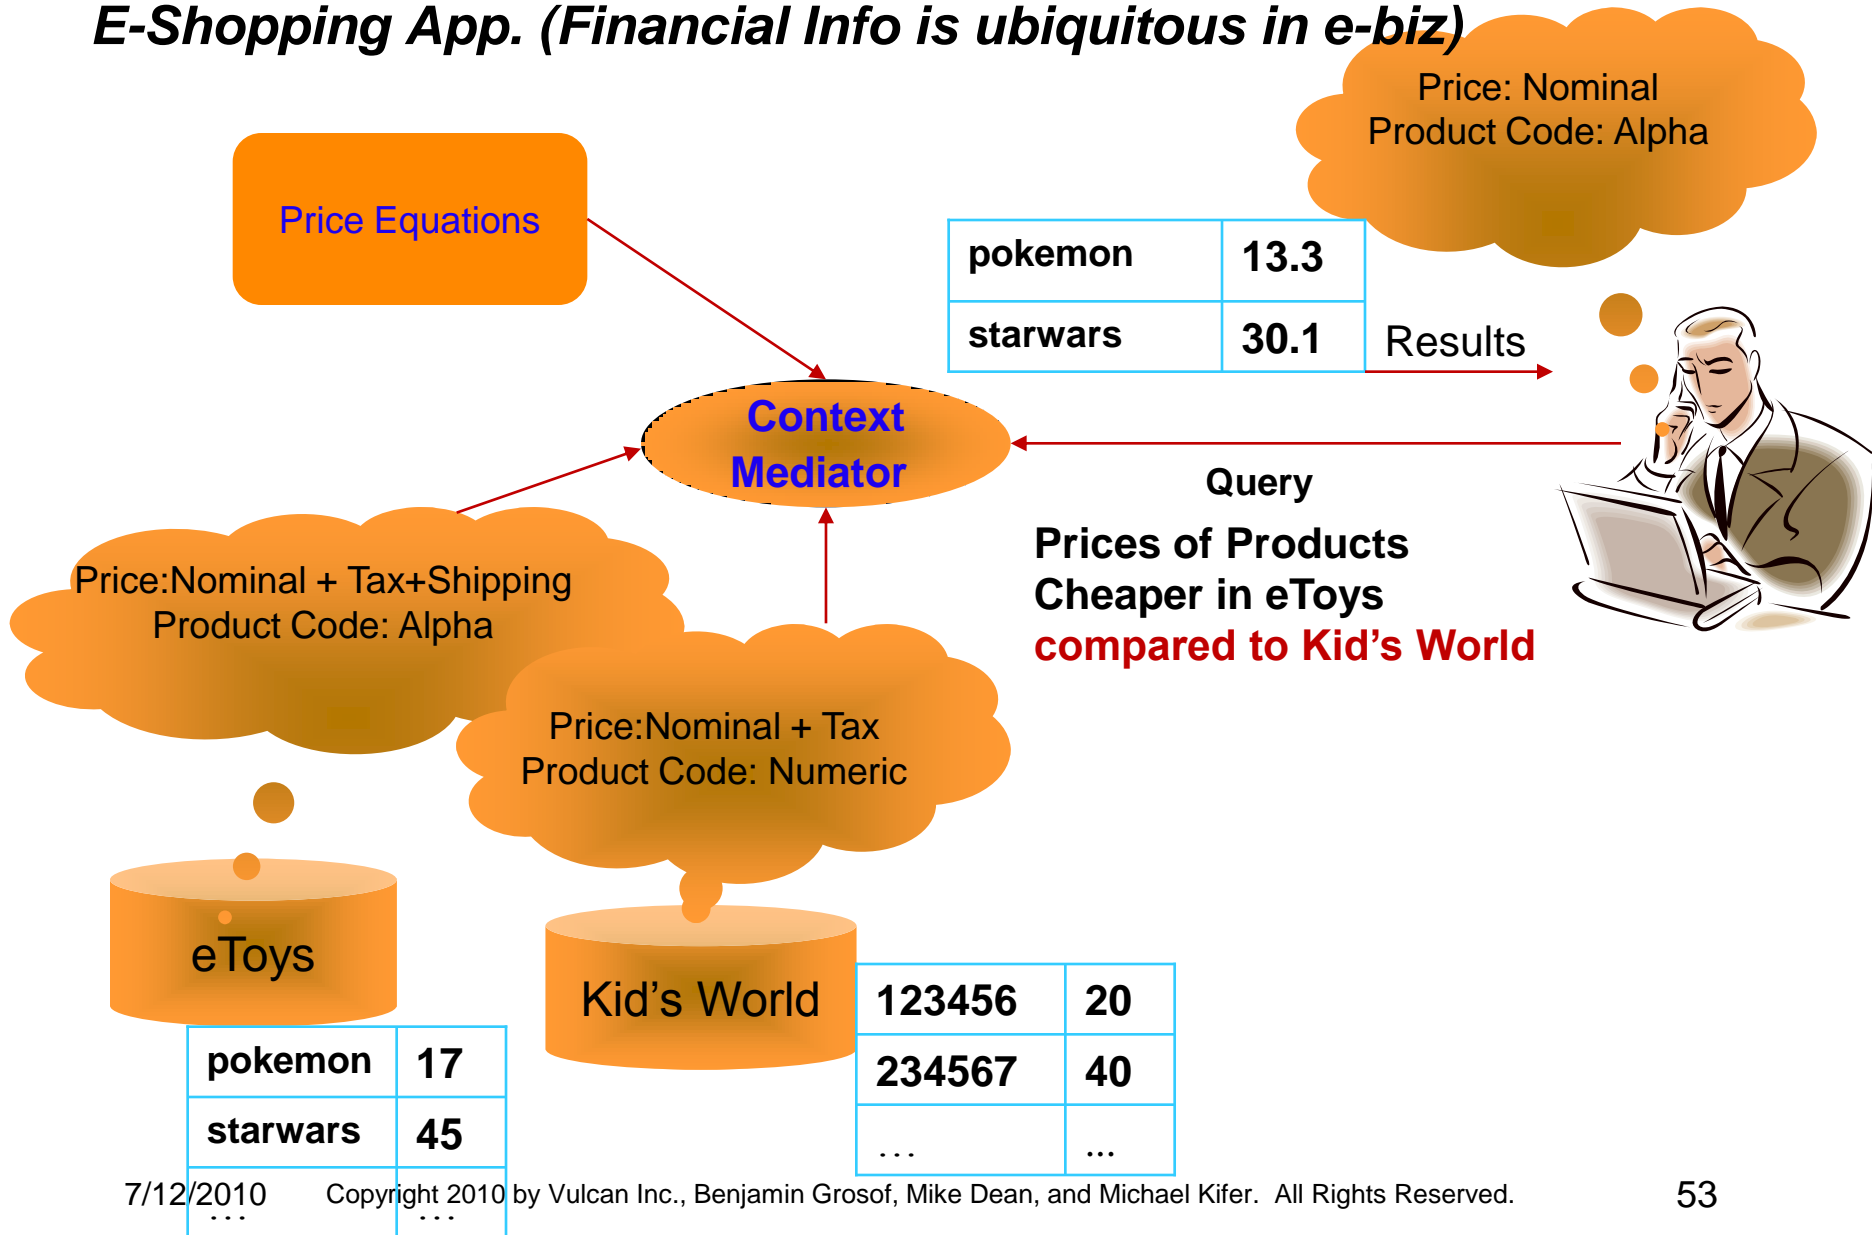 E-Shopping App. (Financial Info is ubiquitous in e-biz)
Price: Nominal
Product Code: Alpha
Price Equations
pokemon 13.3
starwars 30.1
Results
Context
Mediator
Query
Prices of Products
Cheaper in eToys
compared to Kid's World
Price:Nominal + Tax+Shipping
Product Code: Alpha
Price:Nominal + Tax
Product Code: Numeric
eToys
Kid's World
123456 20
234567 40
… ...
pokemon 17
starwars 45
… …
7/12/2010
Copyright 2010 by Vulcan Inc., Benjamin Grosof, Mike Dean, and Michael Kifer. All Rights Reserved.
53